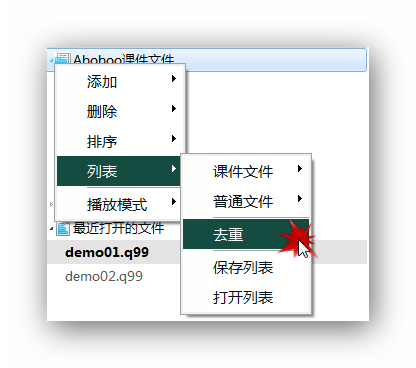 Aboboo课件文件
添加
删除
排序
列表
播放模式
课件文件
普通文件
去重
保存列表
打开列表
最近打开的文件
demo01.q99
demo02.q99